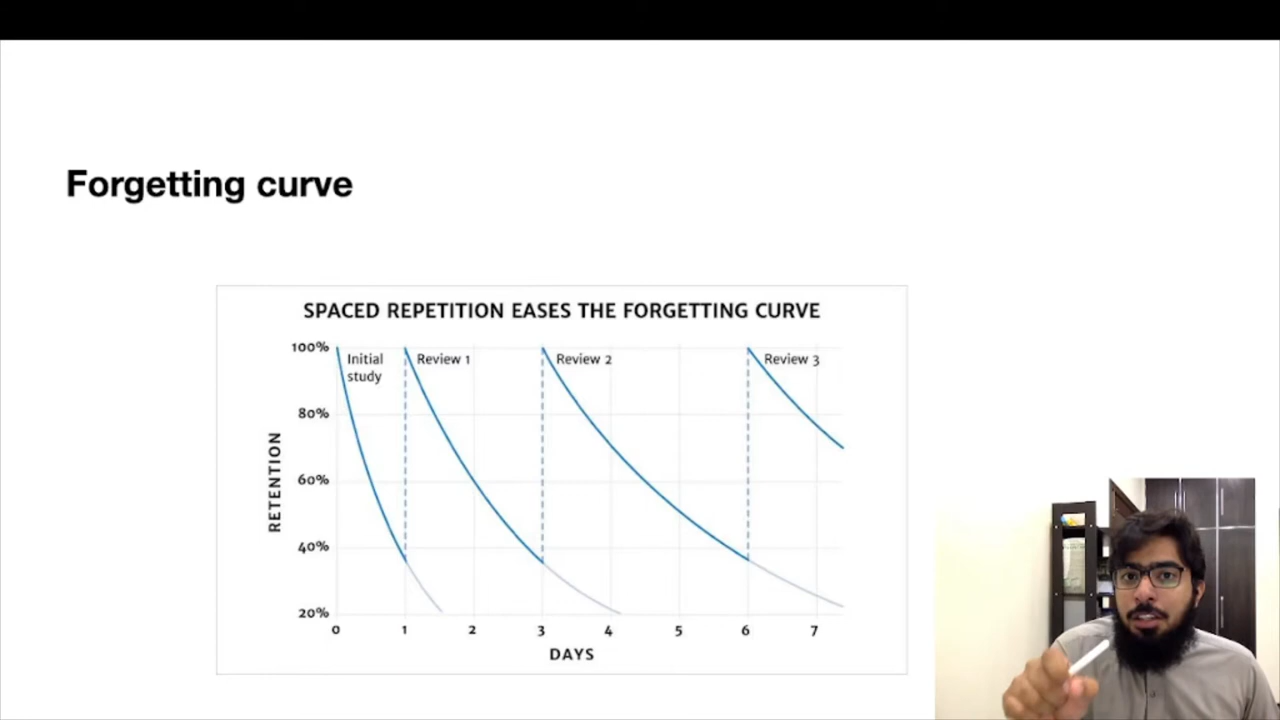 Forgetting curve
SPACED REPETITION EASES THE FORGETTING CURVE
100%
80%
60%
40%
20%
RETENTION
Initial
study
Review 1
Review 2
Review 3
0 1 2 3 4 5 6 7
DAYS